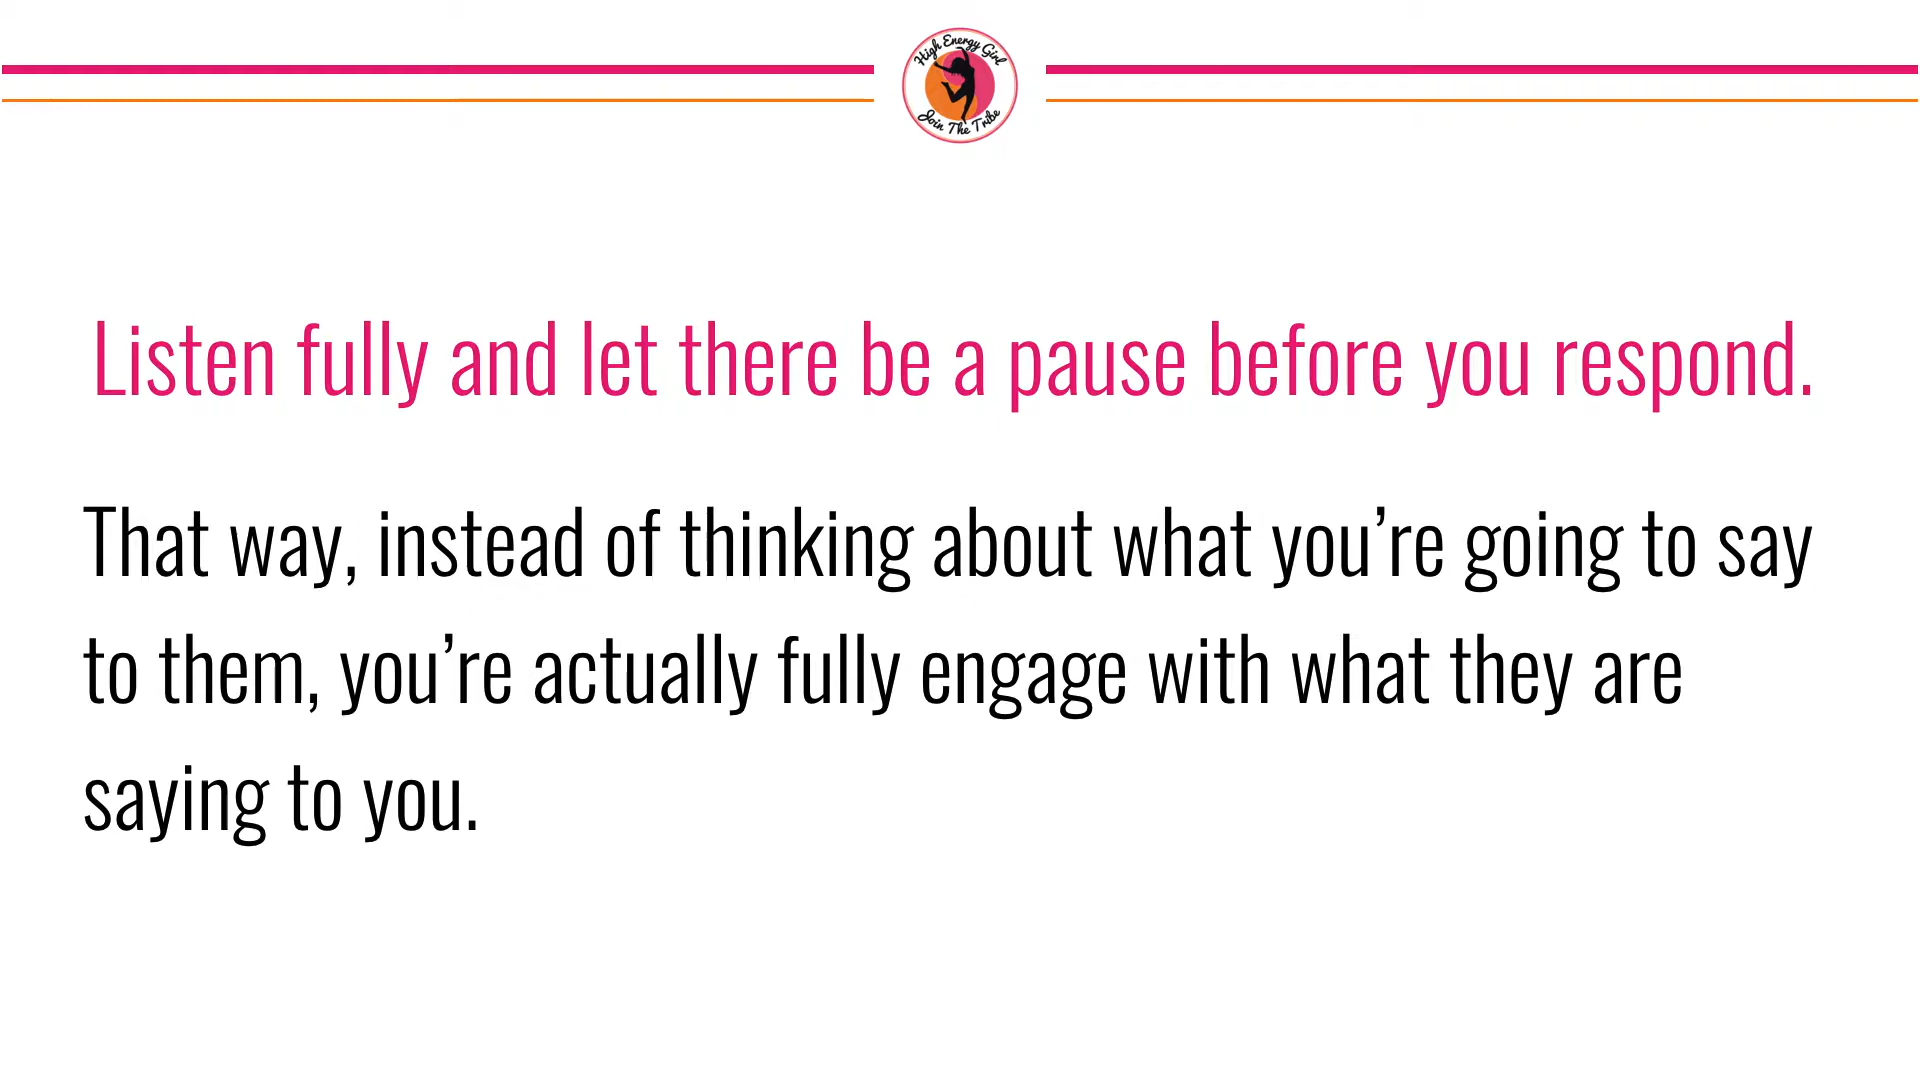 High Energy Girl
Join The Tribe
Listen fully and let there be a pause before you respond.
That way, instead of thinking about what you’re going to say
to them, you’re actually fully engage with what they are
saying to you.